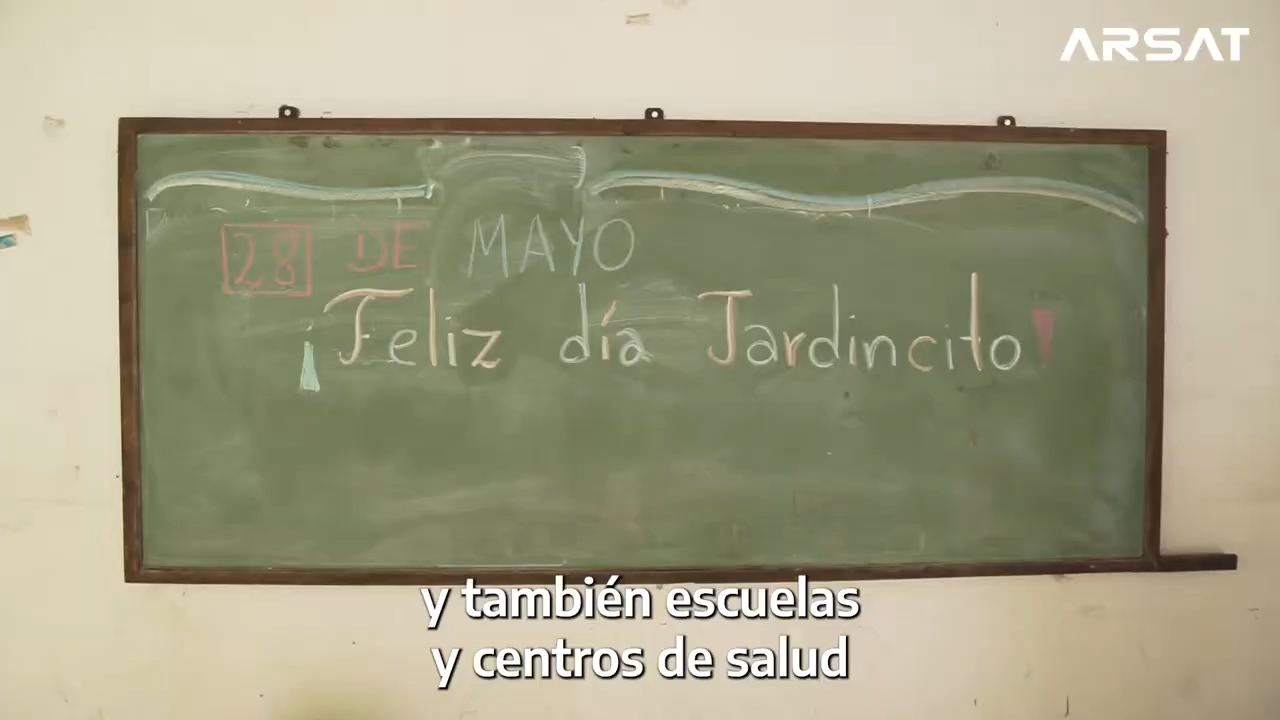 ARSAT
28 DE MAYO
¡Feliz día Jardincito!
y también escuelas
y centros de salud